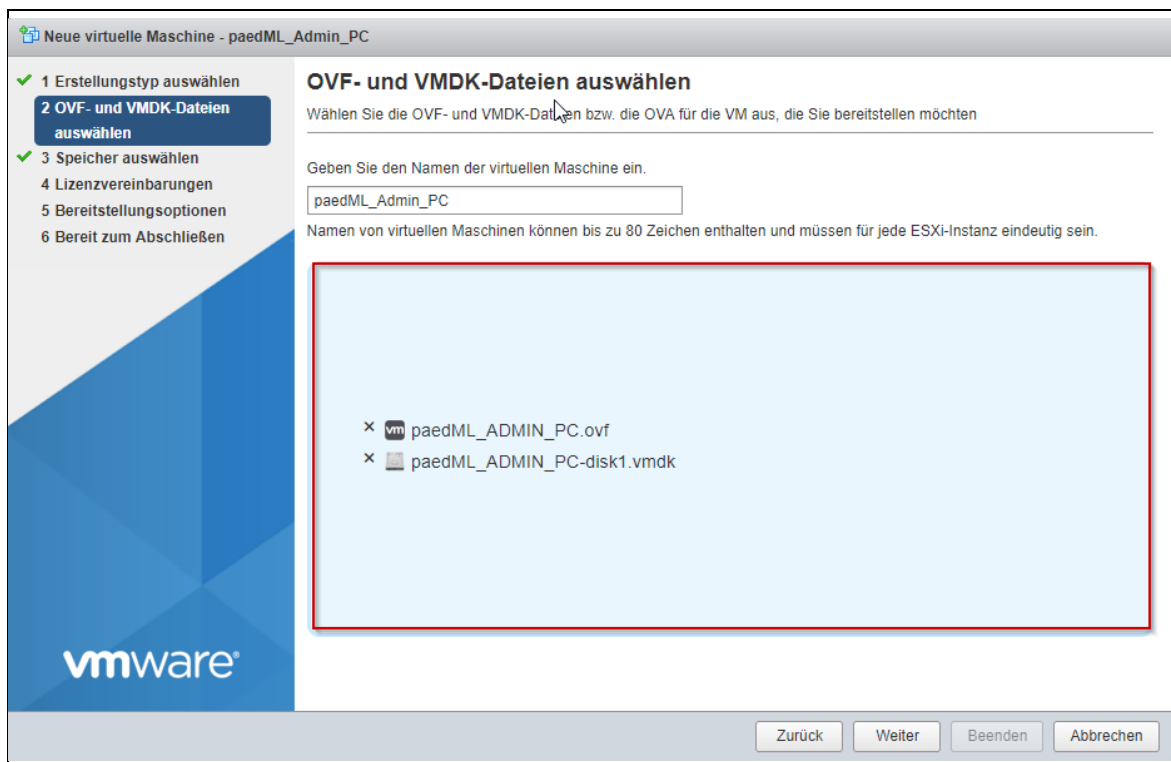 Neue virtuelle Maschine - paedML_Admin_PC
1 Erstellungstyp auswählen
2 OVF- und VMDK-Dateien
auswählen
3 Speicher auswählen
4 Lizenzvereinbarungen
5 Bereitstellungsoptionen
6 Bereit zum Abschließen
vmware®
OVF- und VMDK-Dateien auswählen
Wählen Sie die OVF- und VMDK-Dateien bzw. die OVA für die VM aus, die Sie bereitstellen möchten
Geben Sie den Namen der virtuellen Maschine ein.
paedML_Admin_PC
Namen von virtuellen Maschinen können bis zu 80 Zeichen enthalten und müssen für jede ESXi-Instanz eindeutig sein.
× vm paedML_ADMIN_PC.ovf
× paedML_ADMIN_PC-disk1.vmdk
Zurück Weiter Beenden Abbrechen